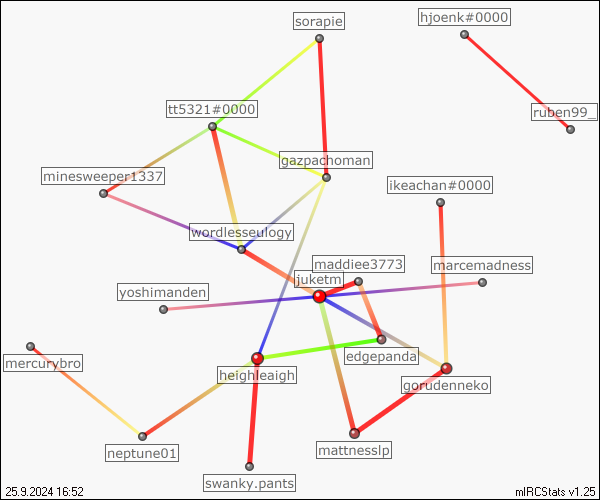 sorapie
hjoenk#0000
tt5321#0000
ruben99_
gazpachoman
minesweeper1337
ikeachan#0000
wordlesseulogy
maddiee3773
marcemadness
juketm
yoshimanden
mercurybro
edgepanda
heighleaigh
gorudenneko
neptune01
mattnesslp
swanky.pants
25.9.2024 16:52
mIRCStats v1.25